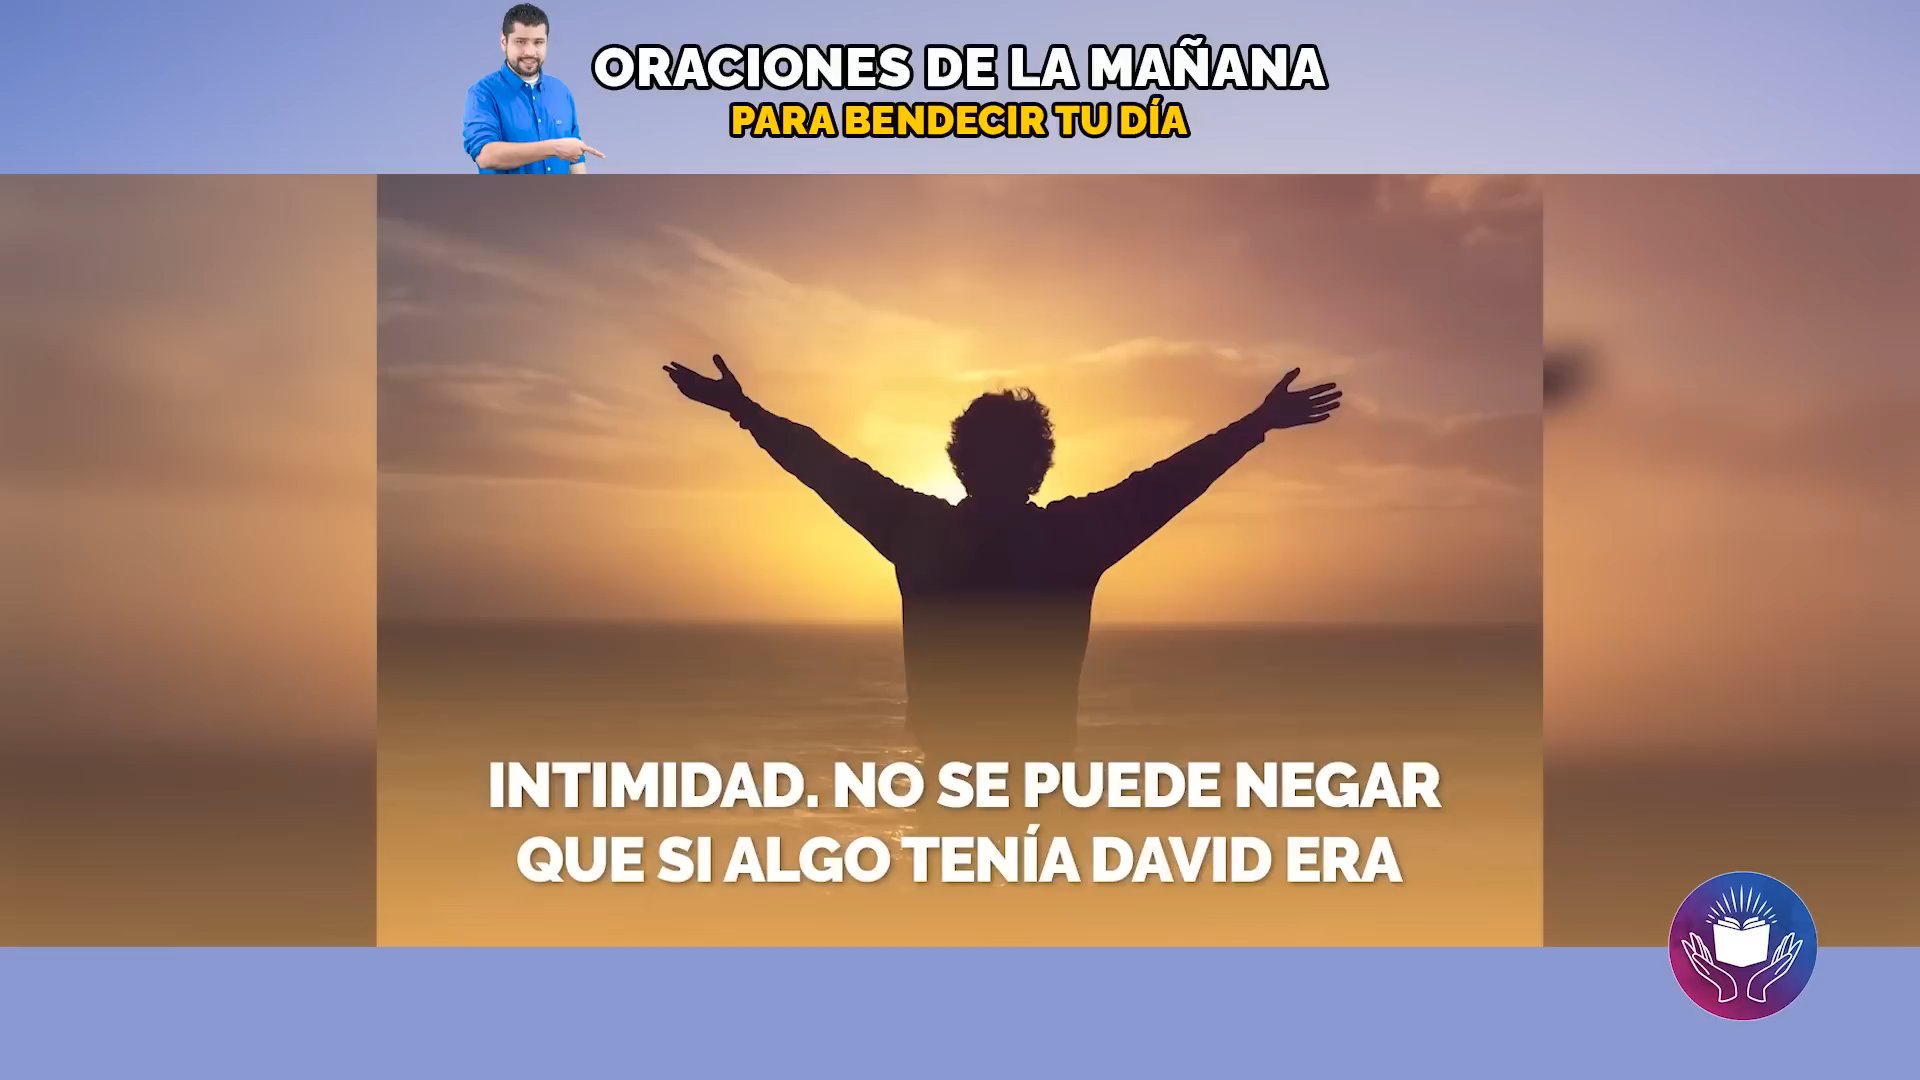 ORACIONES DE LA MAÑANA
PARA BENDECIR TU DÍA
INTIMIDAD. NO SE PUEDE NEGAR
QUE SI ALGO TENÍA DAVID ERA